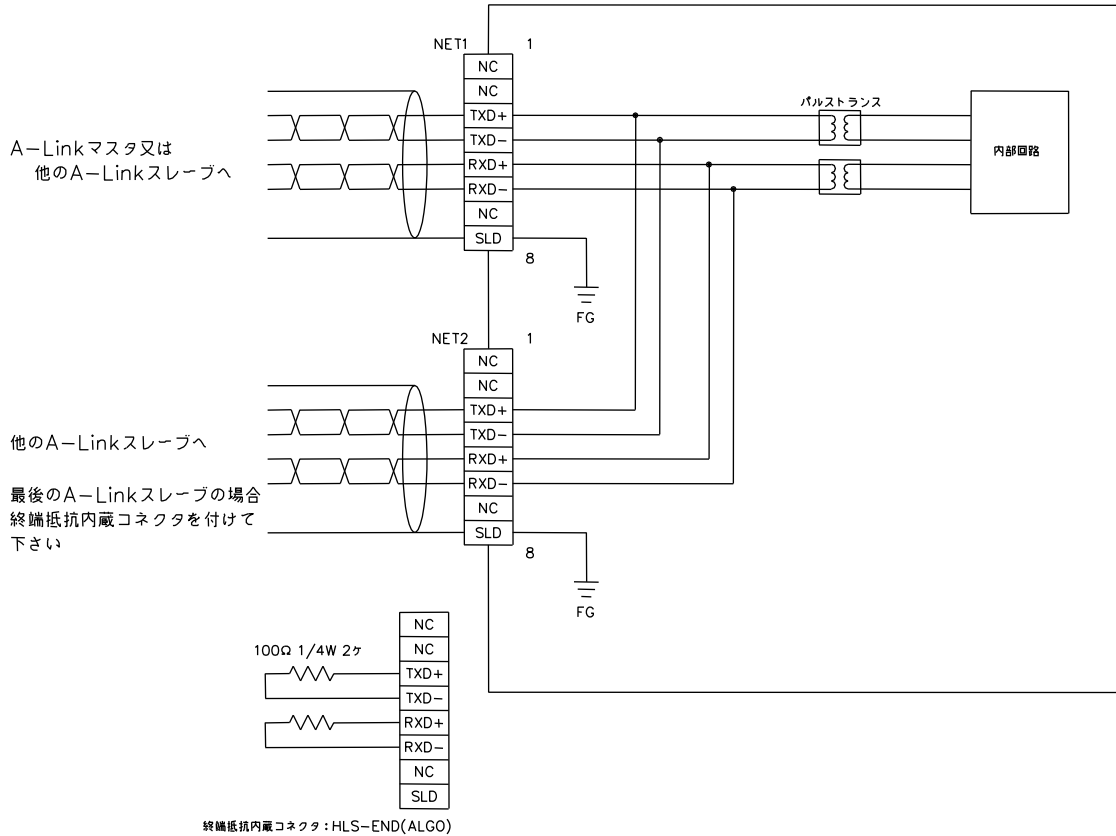 NET1
1
NC
NC
TXD+
TXD−
RXD+
RXD−
NC
SLD
8
FG
A−Linkマスタ又は
他のA−Linkスレーブへ
パルストランス
内部回路
NET2
1
NC
NC
TXD+
TXD−
RXD+
RXD−
NC
SLD
8
FG
他のA−Linkスレーブへ
最後のA−Linkスレーブの場合
終端抵抗内蔵コネクタを付けて
下さい
100Ω 1/4W 2ケ
NC
NC
TXD+
TXD−
RXD+
RXD−
NC
SLD
終端抵抗内蔵コネクタ：HLS−END(ALGO)